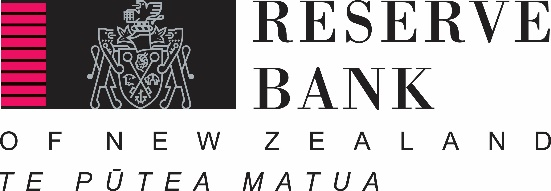 RESERVE
BANK
OF NEW ZEALAND
TE PŪTEA MATUA